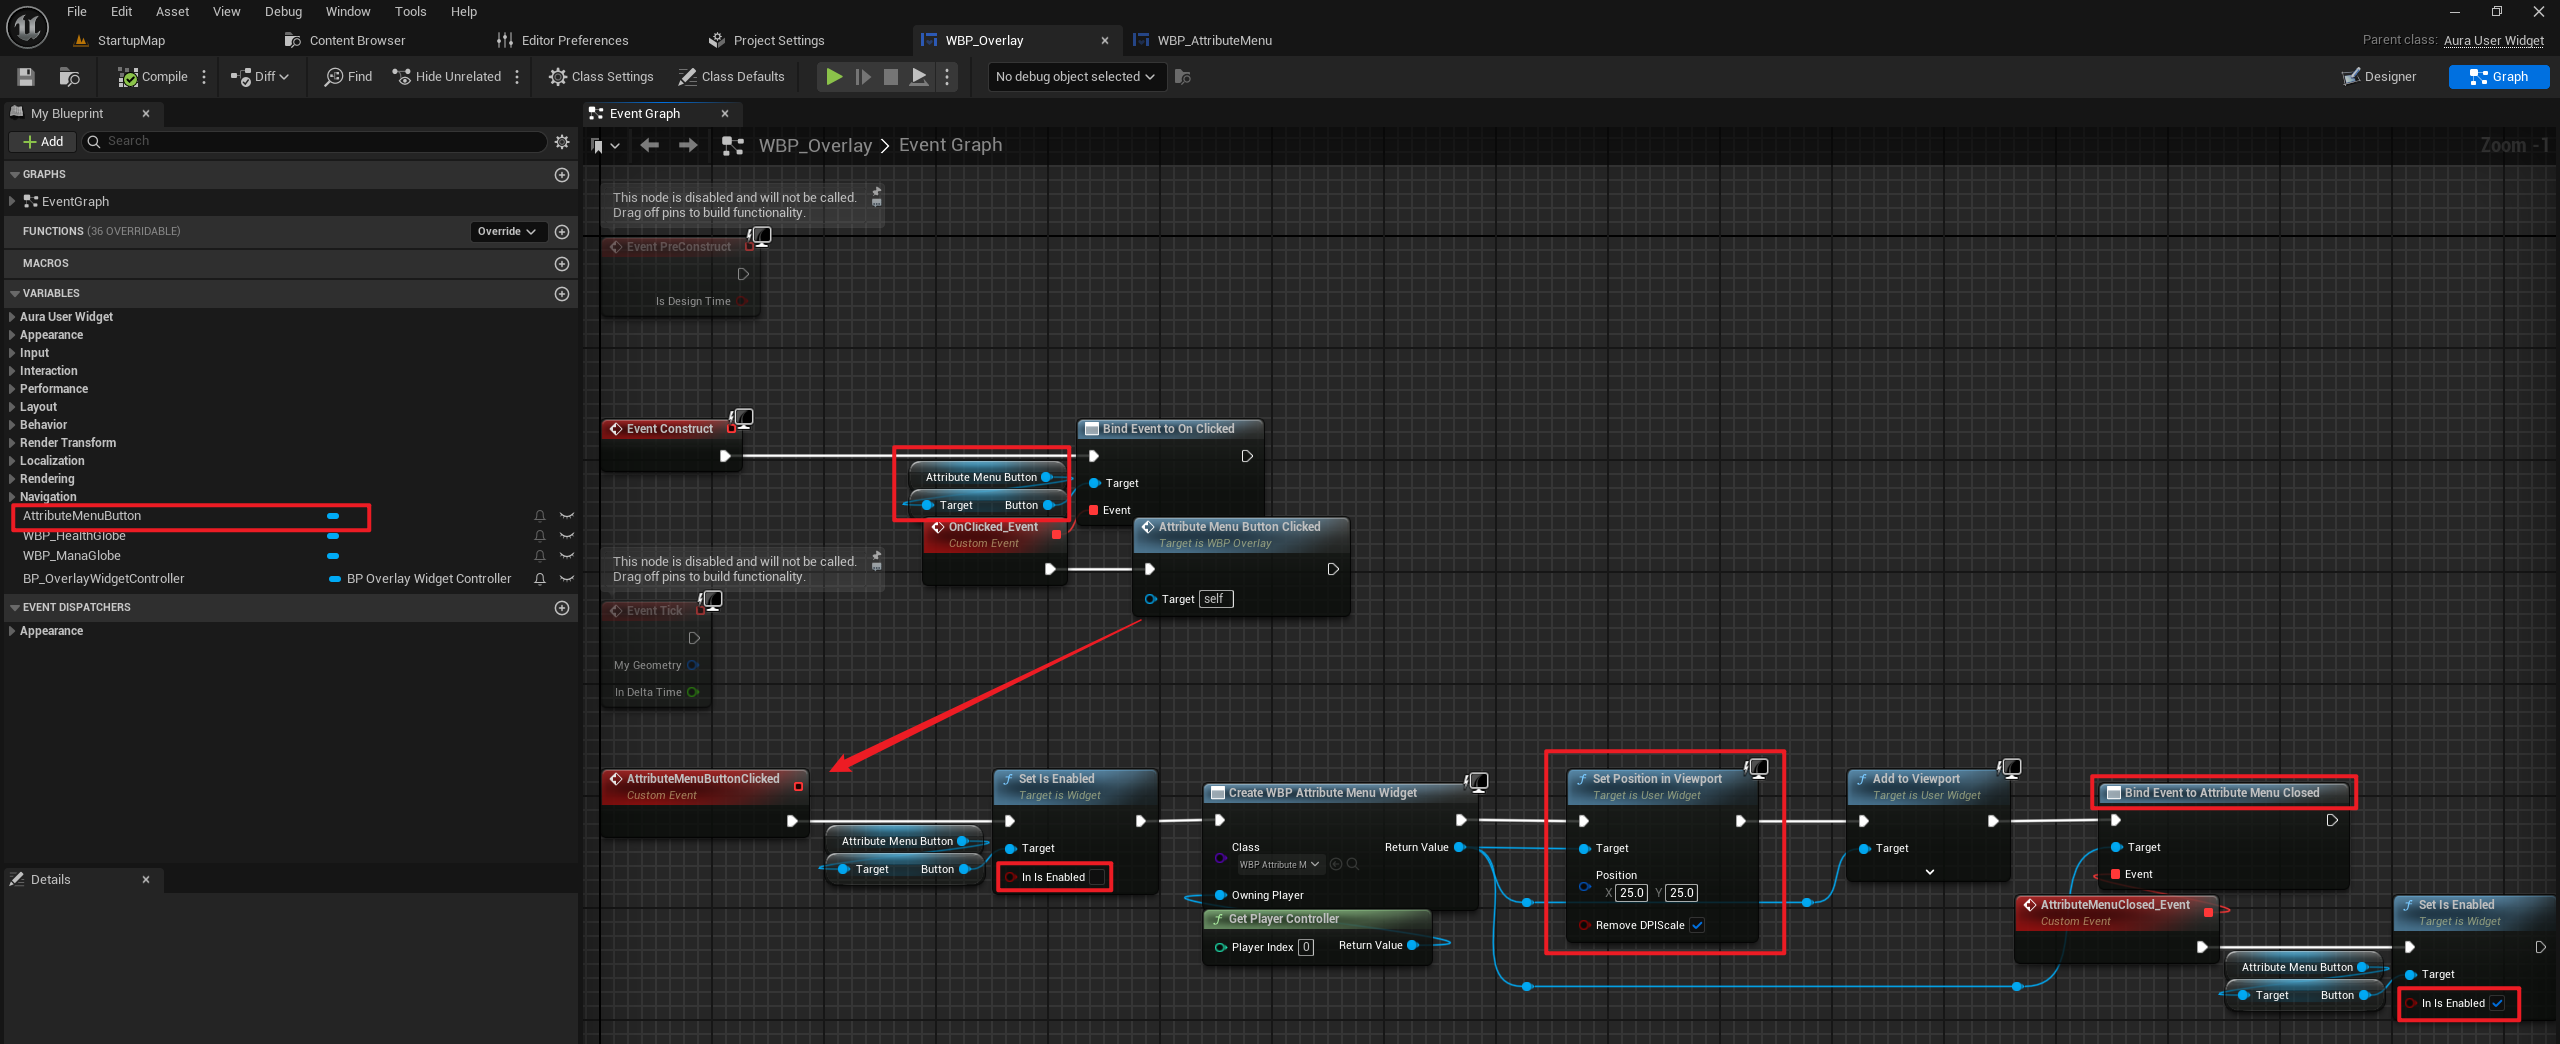 File Edit Asset View Debug Window Tools Help
StartupMap Content Browser Editor Preferences Project Settings WBP_Overlay WBP_AttributeMenu
Parent class: Aura User Widget
Compile Diff Find Hide Unrelated Class Settings Class Defaults No debug object selected Designer Graph
My Blueprint
Add Search
GRAPHS
EventGraph
FUNCTIONS (36 OVERRIDABLE) Override
MACROS
VARIABLES
Aura User Widget
Appearance
Input
Interaction
Performance
Layout
Behavior
Render Transform
Localization
Rendering
Navigation
AttributeMenuButton
WBP_HealthGlobe
WBP_ManaGlobe
BP_OverlayWidgetController BP Overlay Widget Controller
EVENT DISPATCHERS
Appearance
Details
Event Graph
WBP_Overlay > Event Graph
Zoom -1
This node is disabled and will not be called.
Drag off pins to build functionality.
Event PreConstruct
Is Design Time
Event Construct
Bind Event to On Clicked
Attribute Menu Button
Target
Target Button
Event
OnClicked_Event
Custom Event
Attribute Menu Button Clicked
Target is WBP Overlay
Target self
This node is disabled and will not be called.
Drag off pins to build functionality.
Event Tick
My Geometry
In Delta Time
AttributeMenuButtonClicked
Custom Event
Attribute Menu Button
Target Button
Set Is Enabled
Target is Widget
Target
In Is Enabled
Create WBP Attribute Menu Widget
Class
WBP Attribute M
Return Value
Owning Player
Get Player Controller
Player Index 0 Return Value
Set Position in Viewport
Target is User Widget
Target
Position
X 25.0 Y 25.0
Remove DPIScale
Add to Viewport
Target is User Widget
Target
Bind Event to Attribute Menu Closed
Target
Event
AttributeMenuClosed_Event
Custom Event
Attribute Menu Button
Target Button
Set Is Enabled
Target is Widget
Target
In Is Enabled